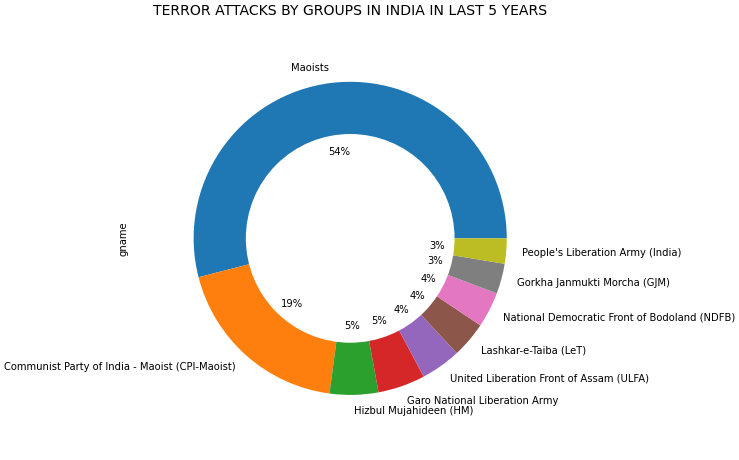 TERROR ATTACKS BY GROUPS IN INDIA IN LAST 5 YEARS
Maoists
54%
gname
3%
People's Liberation Army (India)
3%
Gorkha Janmukti Morcha (GJM)
4%
National Democratic Front of Bodoland (NDFB)
4%
Lashkar-e-Taiba (LeT)
4%
United Liberation Front of Assam (ULFA)
5%
Garo National Liberation Army
5%
Hizbul Mujahideen (HM)
19%
Communist Party of India - Maoist (CPI-Maoist)